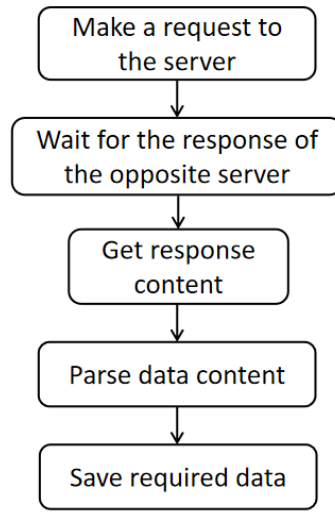 Make a request to
the server
Wait for the response of
the opposite server
Get response
content
Parse data content
Save required data